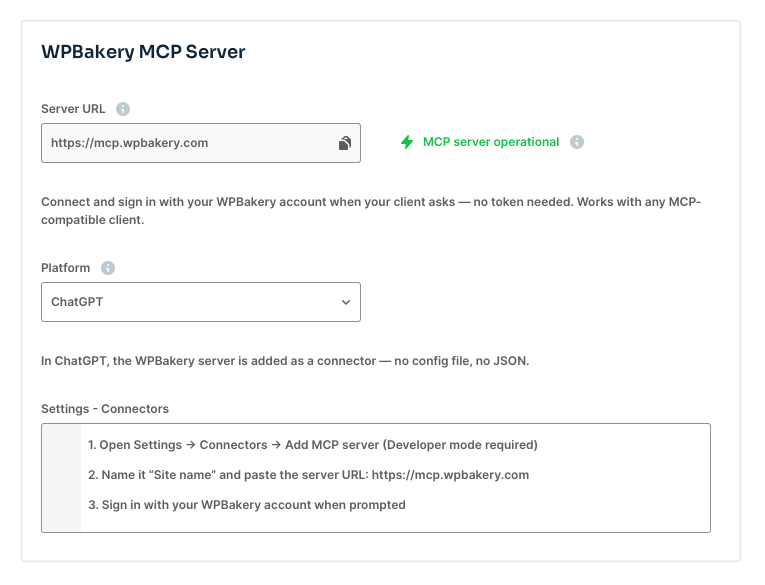 WPBakery MCP Server
Server URL
https://mcp.wpbakery.com
MCP server operational
Connect and sign in with your WPBakery account when your client asks — no token needed. Works with any MCP-
compatible client.
Platform
ChatGPT
In ChatGPT, the WPBakery server is added as a connector — no config file, no JSON.
Settings - Connectors
1. Open Settings → Connectors → Add MCP server (Developer mode required)
2. Name it “Site name” and paste the server URL: https://mcp.wpbakery.com
3. Sign in with your WPBakery account when prompted